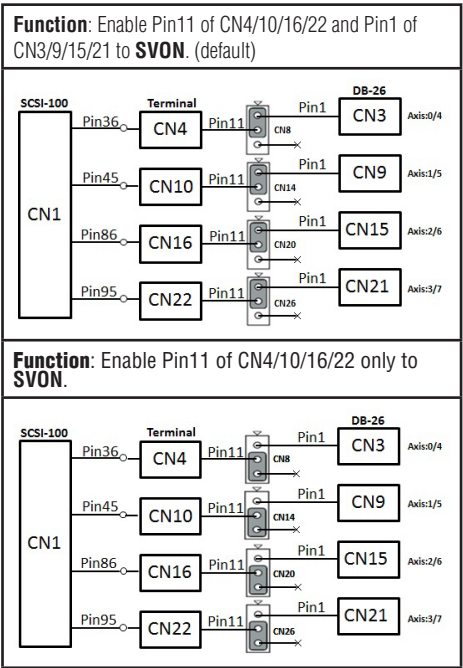 Function: Enable Pin11 of CN4/10/16/22 and Pin1 of
CN3/9/15/21 to SVON. (default)
SCSI-100 Terminal DB-26
Pin36 CN4 Pin11 CN8 Pin1 CN3 Axis:0/4
Pin45 CN10 Pin11 CN14 Pin1 CN9 Axis:1/5
CN1
Pin86 CN16 Pin11 CN20 Pin1 CN15 Axis:2/6
Pin95 CN22 Pin11 CN26 Pin1 CN21 Axis:3/7
Function: Enable Pin11 of CN4/10/16/22 only to
SVON.
SCSI-100 Terminal DB-26
Pin36 CN4 Pin11 CN8 Pin1 CN3 Axis:0/4
Pin45 CN10 Pin11 CN14 Pin1 CN9 Axis:1/5
CN1
Pin86 CN16 Pin11 CN20 Pin1 CN15 Axis:2/6
Pin95 CN22 Pin11 CN26 Pin1 CN21 Axis:3/7